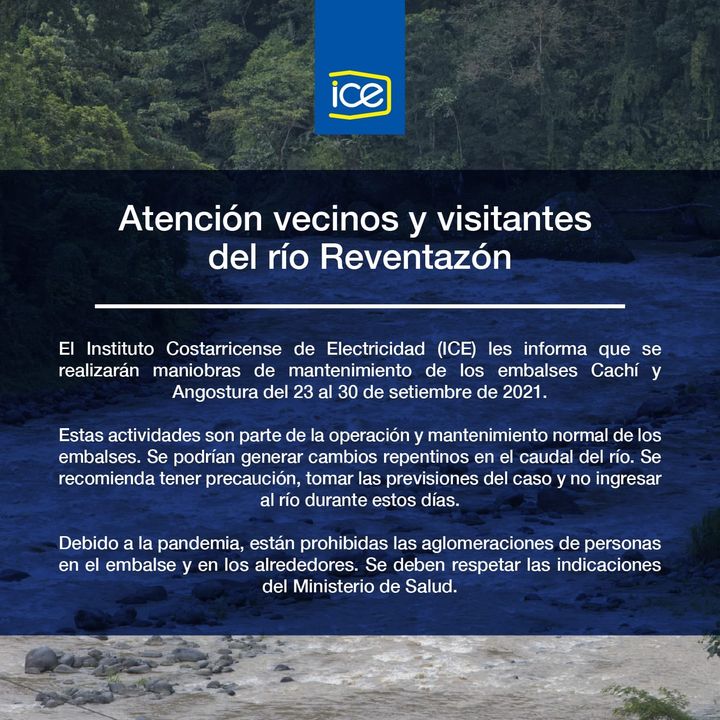 ice
Atención vecinos y visitantes
del río Reventazón
El Instituto Costarricense de Electricidad (ICE) les informa que se
realizarán maniobras de mantenimiento de los embalses Cachí y
Angostura del 23 al 30 de setiembre de 2021.
Estas actividades son parte de la operación y mantenimiento normal de los
embalses. Se podrían generar cambios repentinos en el caudal del río. Se
recomienda tener precaución, tomar las previsiones del caso y no ingresar
al río durante estos días.
Debido a la pandemia, están prohibidas las aglomeraciones de personas
en el embalse y en los alrededores. Se deben respetar las indicaciones
del Ministerio de Salud.